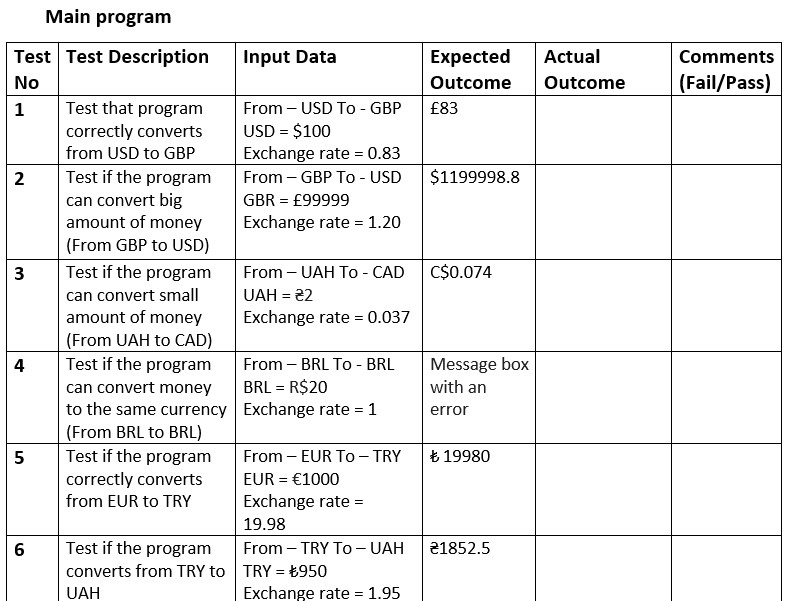 Main program
Test No
Test Description
Input Data
Expected Outcome
Actual Outcome
Comments (Fail/Pass)
1
Test that program
correctly converts
from USD to GBP
From – USD To - GBP
USD = $100
Exchange rate = 0.83
£83
2
Test if the program
can convert big
amount of money
(From GBP to USD)
From – GBP To - USD
GBR = £99999
Exchange rate = 1.20
$1199998.8
3
Test if the program
can convert small
amount of money
(From UAH to CAD)
From – UAH To - CAD
UAH = ₴2
Exchange rate = 0.037
C$0.074
4
Test if the program
can convert money
to the same currency
(From BRL to BRL)
From – BRL To - BRL
BRL = R$20
Exchange rate = 1
Message box
with an
error
5
Test if the program
correctly converts
from EUR to TRY
From – EUR To – TRY
EUR = €1000
Exchange rate =
19.98
₺ 19980
6
Test if the program
converts from TRY to
UAH
From – TRY To – UAH
TRY = ₺950
Exchange rate = 1.95
₴1852.5